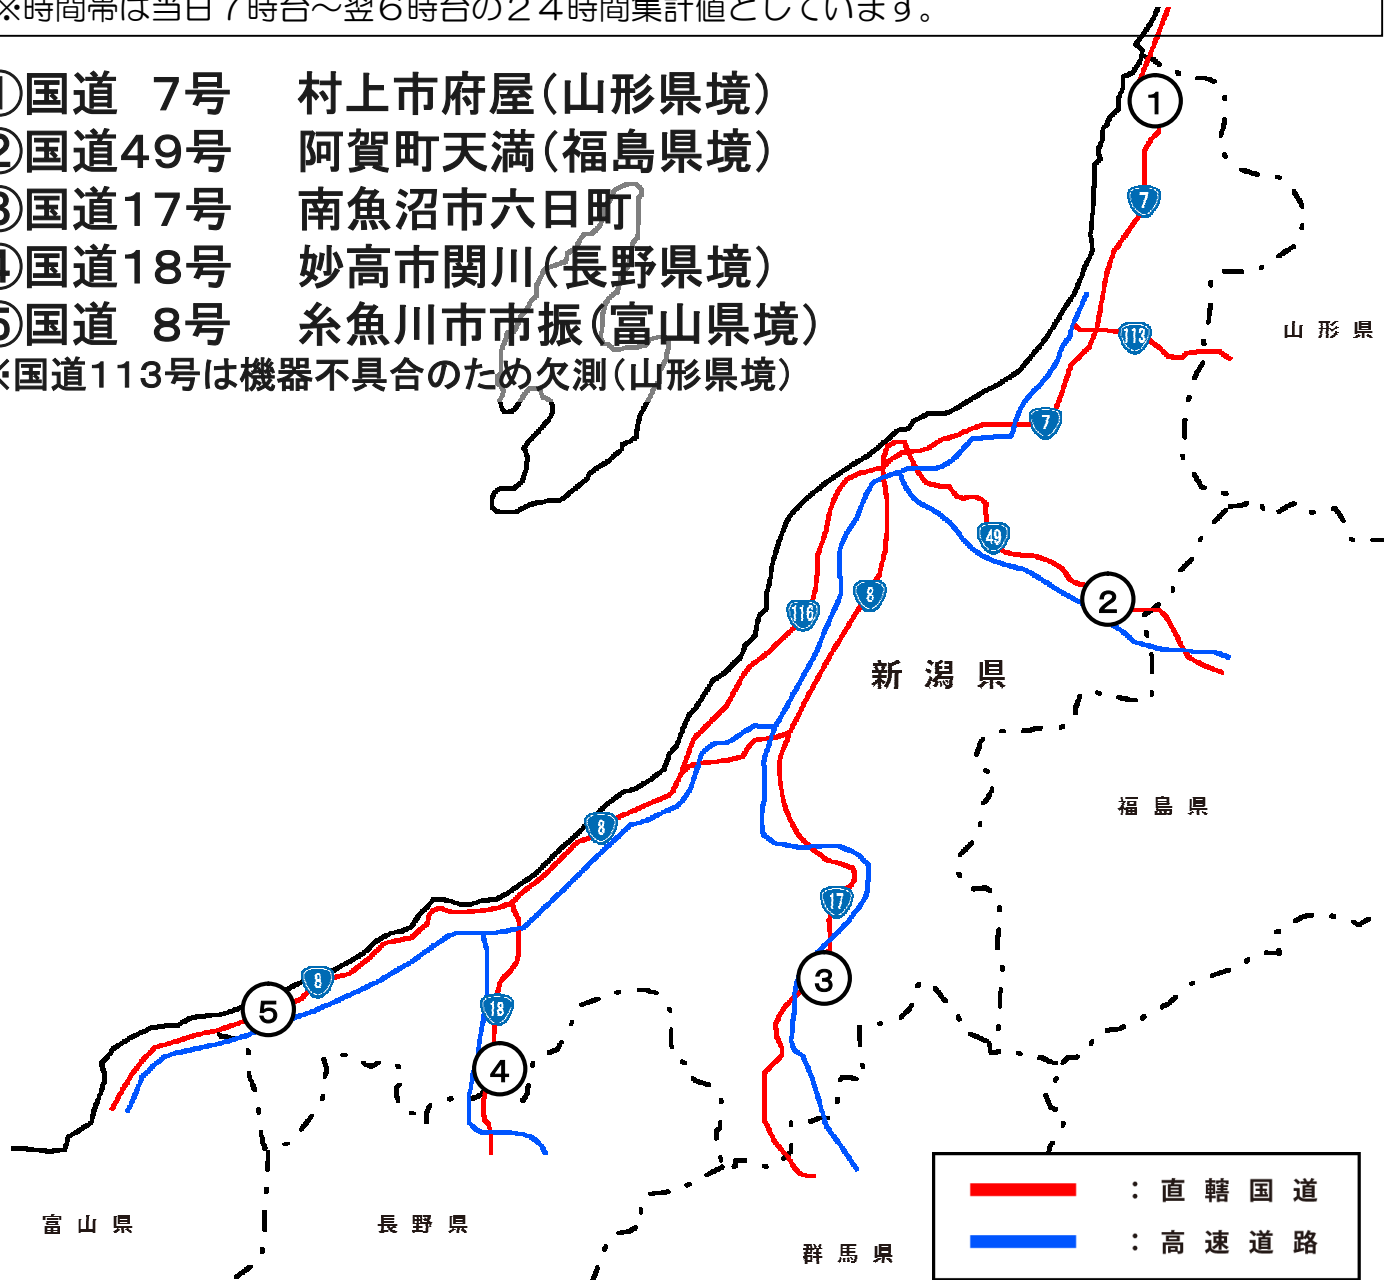 ※時間帯は当日７時台～翌６時台の２４時間集計値としています。
①国道　7号　村上市府屋(山形県境)
②国道49号　阿賀町天満(福島県境)
③国道17号　南魚沼市六日町
④国道18号　妙高市関川(長野県境)
⑤国道　8号　糸魚川市市振(富山県境)
※国道113号は機器不具合のため欠測(山形県境)
1
7
山形県
113
7
49
8
116
2
新潟県
福島県
8
17
3
8
5
18
4
富山県
長野県
群馬県
：直轄国道
：高速道路